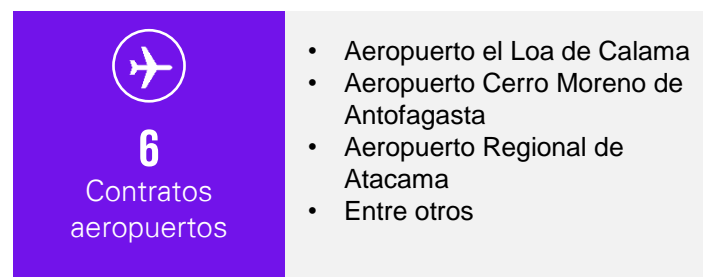 6
Contratos
aeropuertos
• Aeropuerto el Loa de Calama
• Aeropuerto Cerro Moreno de
Antofagasta
• Aeropuerto Regional de
Atacama
• Entre otros